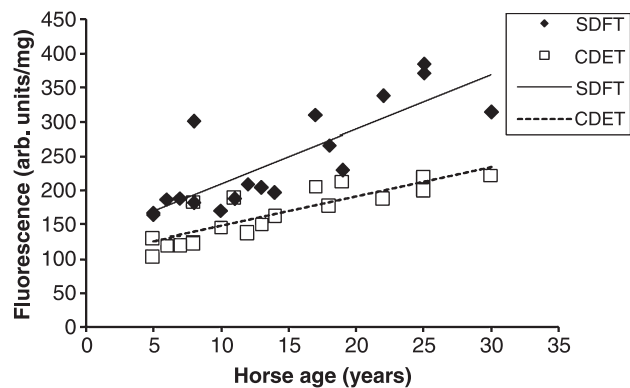 Fluorescence (arb. units/mg)
450
400
350
300
250
200
150
100
50
0
0 5 10 15 20 25 30 35
Horse age (years)
SDFT
CDET
SDFT
CDET